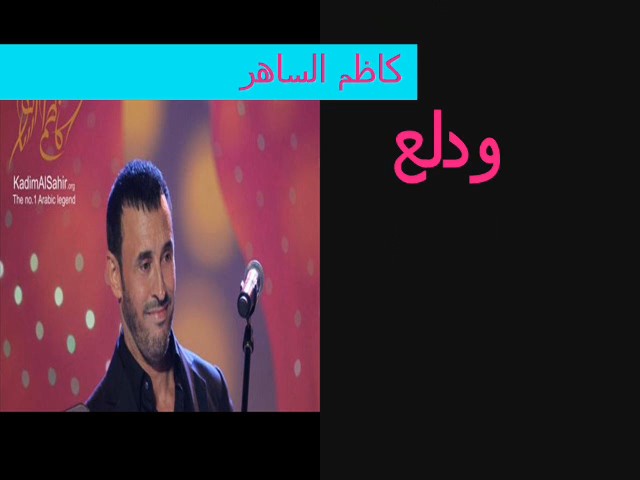 كاظم الساهر
ودلع
KadimAlSahir.org
The no.1 Arabic legend